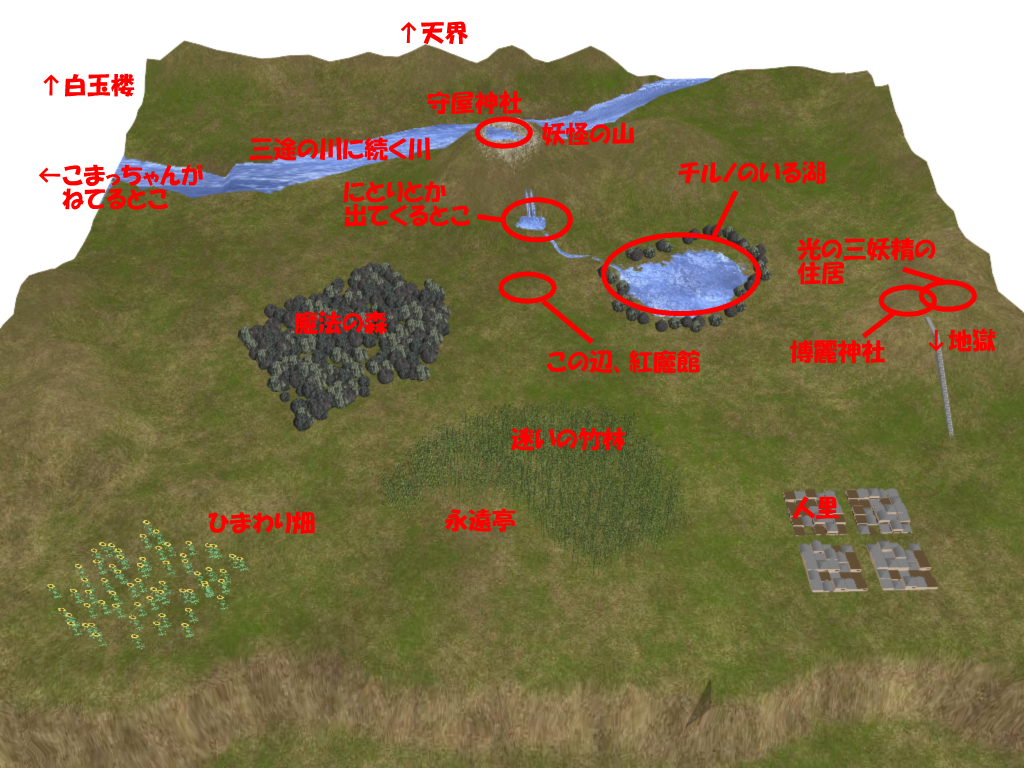 ↑天界
↑白玉楼
守屋神社
妖怪の山
三途の川に続く川
←こまっちゃんが
ねてるとこ
にとりとか
出てくるとこ
チルノのいる湖
光の三妖精の
住居
魔法の森
この辺、紅魔館
博麗神社
↓地獄
迷いの竹林
ひまわり畑
永遠亭
人里